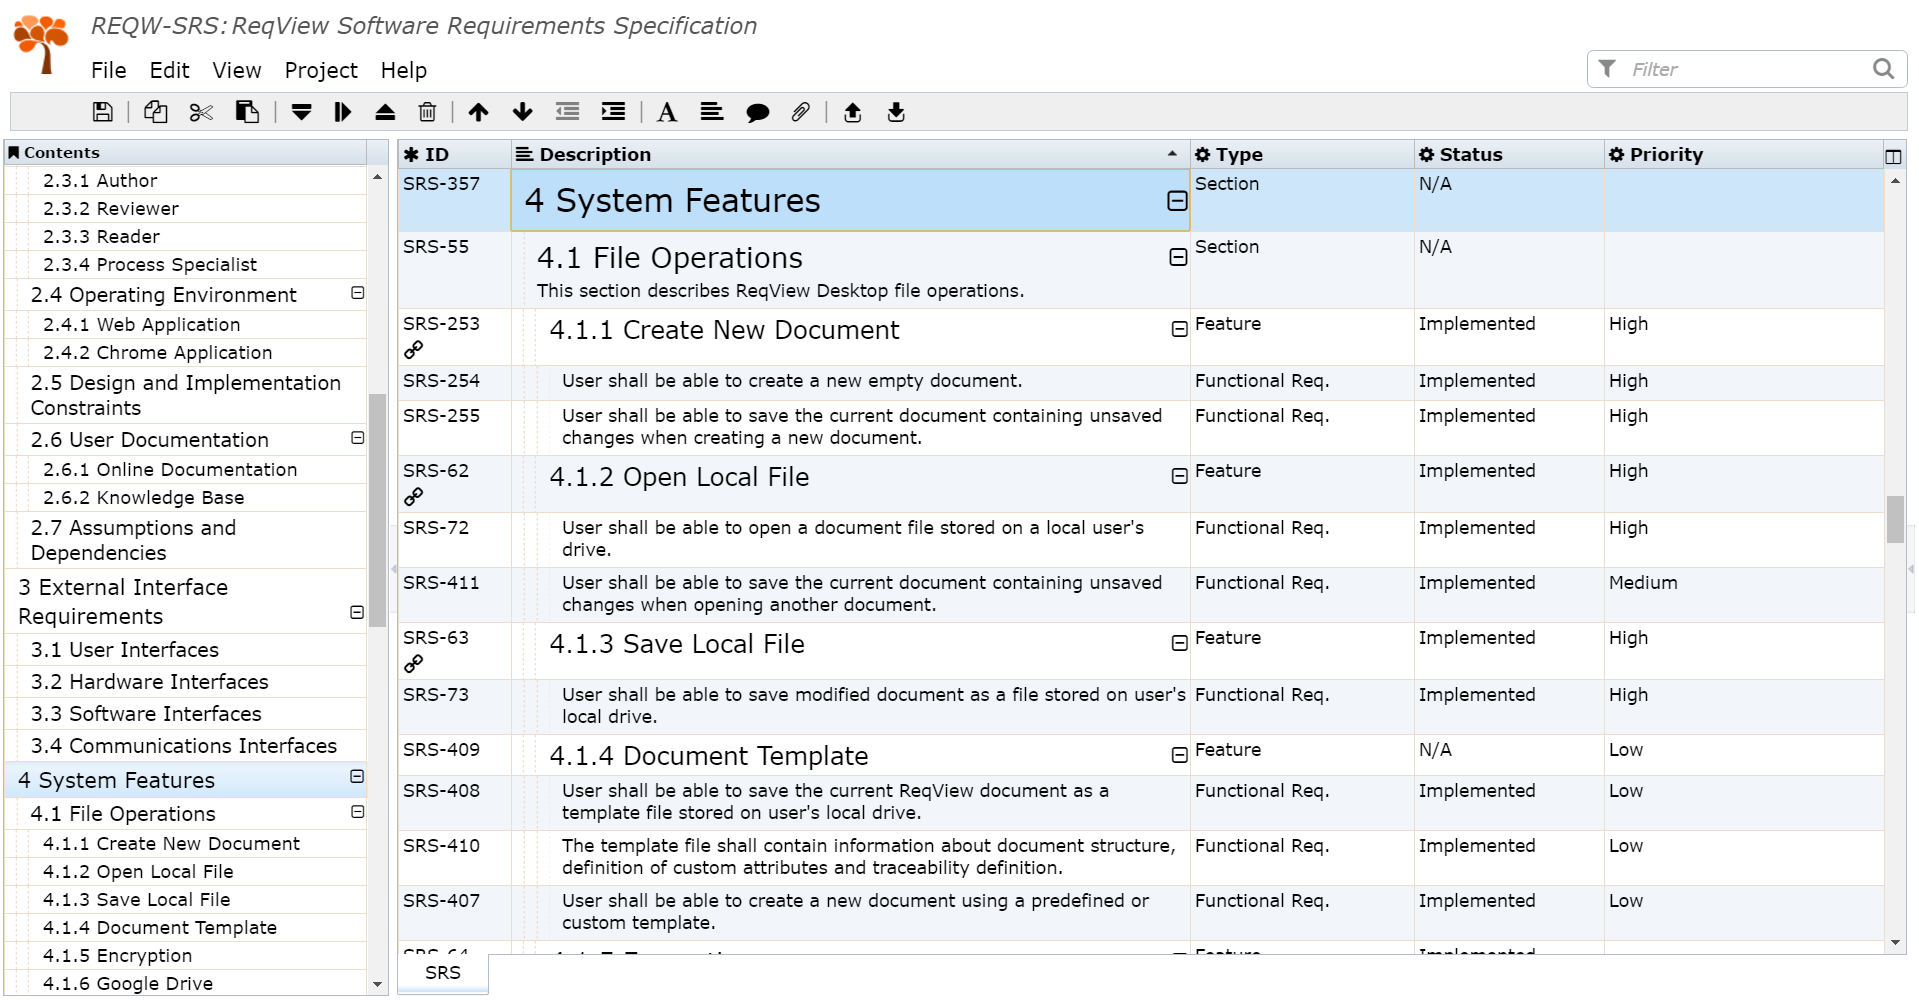 REQW-SRS: ReqView Software Requirements Specification
File Edit View Project Help
Filter
Contents
2.3.1 Author
2.3.2 Reviewer
2.3.3 Reader
2.3.4 Process Specialist
2.4 Operating Environment
2.4.1 Web Application
2.4.2 Chrome Application
2.5 Design and Implementation
Constraints
2.6 User Documentation
2.6.1 Online Documentation
2.6.2 Knowledge Base
2.7 Assumptions and
Dependencies
3 External Interface
Requirements
3.1 User Interfaces
3.2 Hardware Interfaces
3.3 Software Interfaces
3.4 Communications Interfaces
4 System Features
4.1 File Operations
4.1.1 Create New Document
4.1.2 Open Local File
4.1.3 Save Local File
4.1.4 Document Template
4.1.5 Encryption
4.1.6 Google Drive
ID Description Type Status Priority
SRS-357 4 System Features Section N/A
SRS-55 4.1 File Operations Section N/A
This section describes ReqView Desktop file operations.
SRS-253 4.1.1 Create New Document Feature Implemented High
SRS-254 User shall be able to create a new empty document. Functional Req. Implemented High
SRS-255 User shall be able to save the current document containing unsaved Functional Req. Implemented High
changes when creating a new document.
SRS-62 4.1.2 Open Local File Feature Implemented High
SRS-72 User shall be able to open a document file stored on a local user's Functional Req. Implemented High
drive.
SRS-411 User shall be able to save the current document containing unsaved Functional Req. Implemented Medium
changes when opening another document.
SRS-63 4.1.3 Save Local File Feature Implemented High
SRS-73 User shall be able to save modified document as a file stored on user's Functional Req. Implemented High
local drive.
SRS-409 4.1.4 Document Template Feature N/A Low
SRS-408 User shall be able to save the current ReqView document as a Functional Req. Implemented Low
template file stored on user's local drive.
SRS-410 The template file shall contain information about document structure, Functional Req. Implemented Low
definition of custom attributes and traceability definition.
SRS-407 User shall be able to create a new document using a predefined or Functional Req. Implemented Low
custom template.
SRS